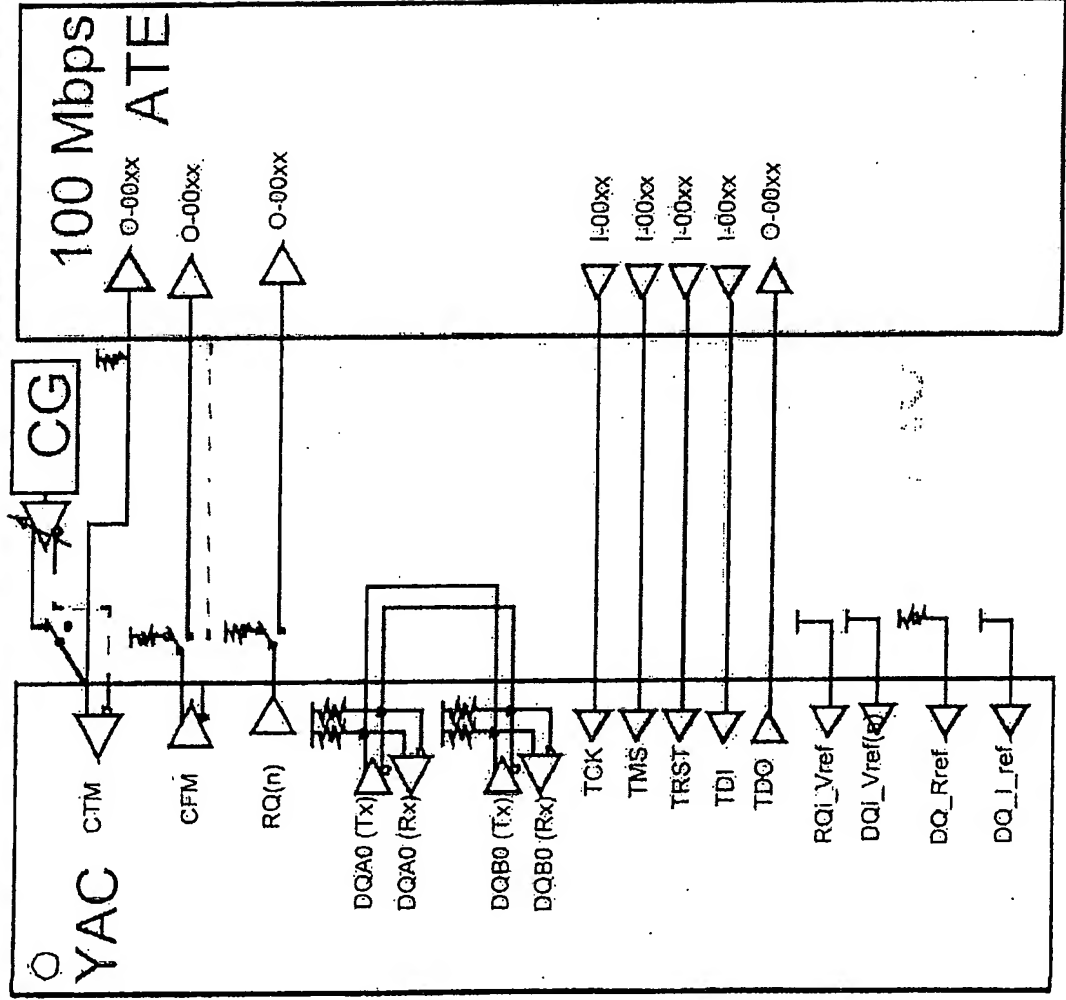 100 Mbps
ATE
O-00xx
O-00xx
O-00xx
I-00xx
I-00xx
I-00xx
I-00xx
O-00xx
CG
YAC
CTM
CFM
RQ(n)
DQA0 (Tx)
DQA0 (Rx)
DQB0 (Tx)
DQB0 (Rx)
TCK
TMS
TRST
TDI
TDO
RQi_Vref
DQ_Rref
DQ_I_ref